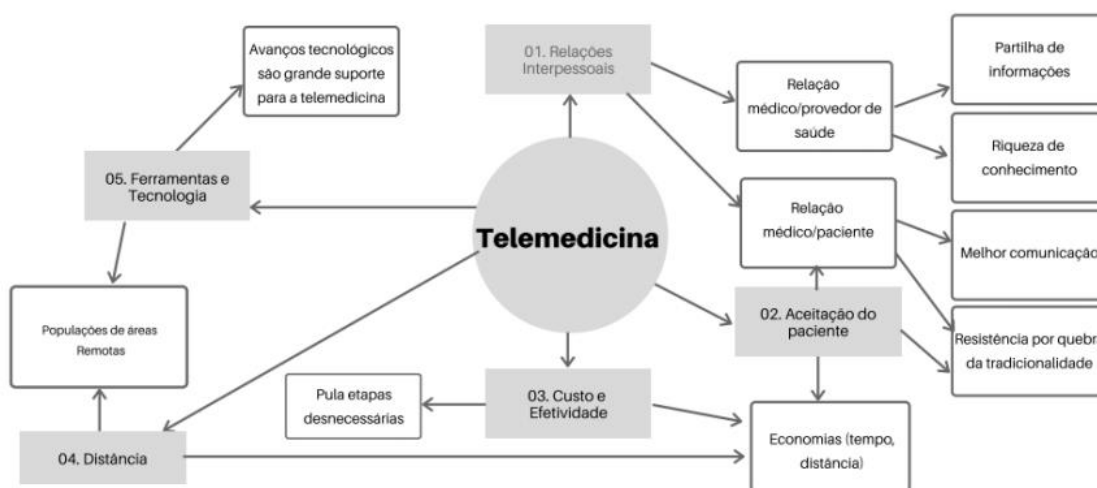 Avanços tecnológicos
são grande suporte
para a telemedicina
01. Relações
Interpessoais
Partilha de
informações
Relação
médico/provedor de
saúde
Riqueza de
conhecimento
05. Ferramentas e
Tecnologia
Telemedicina
Relação
médico/paciente
Melhor comunicação
02. Aceitação do
paciente
Resistência por quebra
da tradicionalidade
Populações de áreas
Remotas
Pula etapas
desnecessárias
03. Custo e
Efetividade
04. Distância
Economias (tempo,
distância)